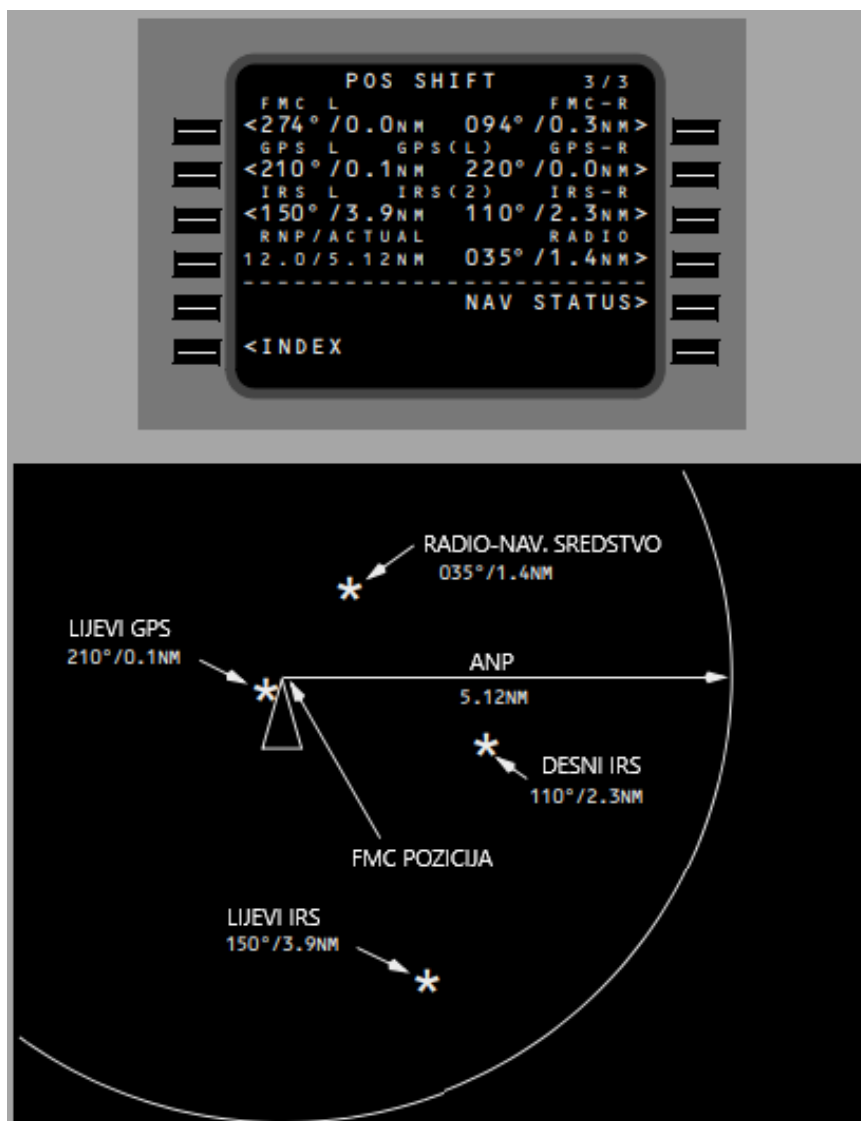 POS SHIFT 3/3
FMC L FMC-R
<274°/0.0NM 094°/0.3NM>
GPS L GPS(L) GPS-R
<210°/0.1NM 220°/0.0NM>
IRS L IRS(2) IRS-R
<150°/3.9NM 110°/2.3NM>
RNP/ACTUAL RADIO
12.0/5.12NM 035°/1.4NM>
------------------------
NAV STATUS>
<INDEX
RADIO-NAV. SREDSTVO
035°/1.4NM
LIJEVI GPS
210°/0.1NM
ANP
5.12NM
DESNI IRS
110°/2.3NM
FMC POZICIJA
LIJEVI IRS
150°/3.9NM